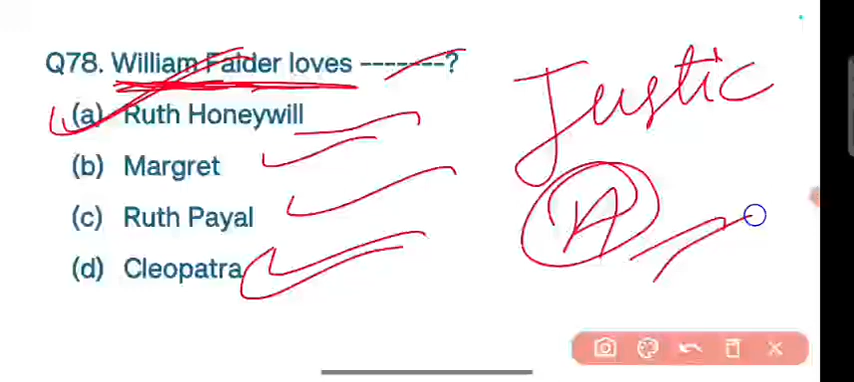 Q78. William Falder loves -------?
(a) Ruth Honeywill
(b) Margret
(c) Ruth Payal
(d) Cleopatra
Justic
A